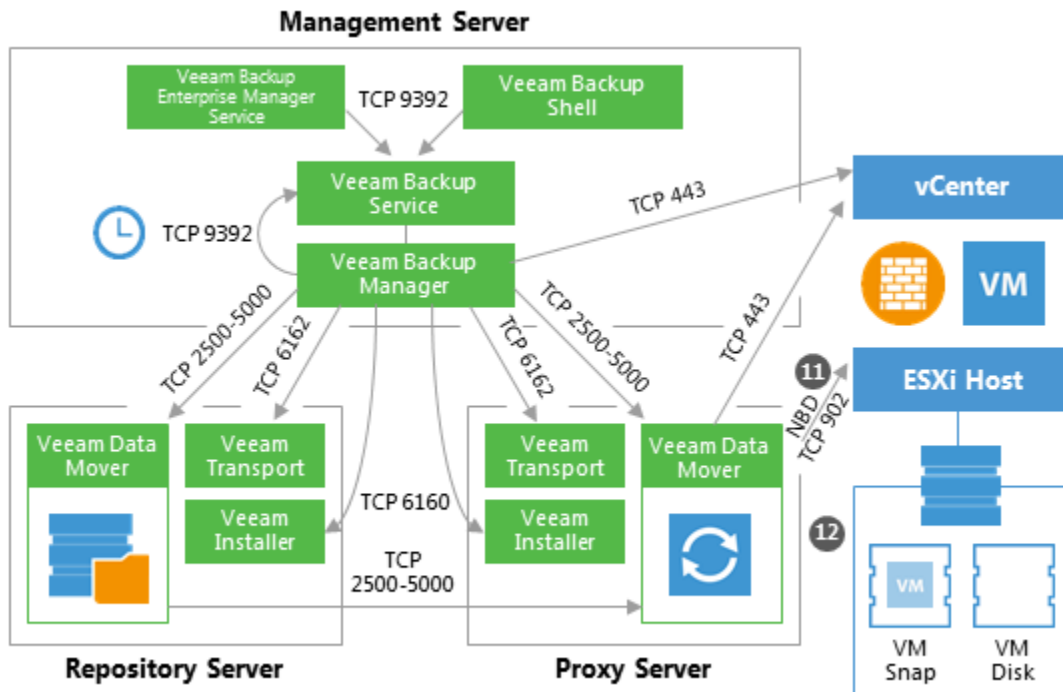 Management Server
Veeam Backup
Enterprise Manager
Service
TCP 9392
Veeam Backup
Shell
Veeam Backup
Service
TCP 9392
Veeam Backup
Manager
TCP 443
vCenter
VM
TCP 2500-5000
TCP 6162
TCP 6162
TCP 2500-5000
TCP 443
11
NBD
TCP 902
ESXi Host
Veeam Data
Mover
Veeam
Transport
Veeam
Installer
TCP 6160
TCP
2500-5000
Veeam
Transport
Veeam
Installer
Veeam Data
Mover
12
VM
VM
Snap
VM
Disk
Repository Server
Proxy Server